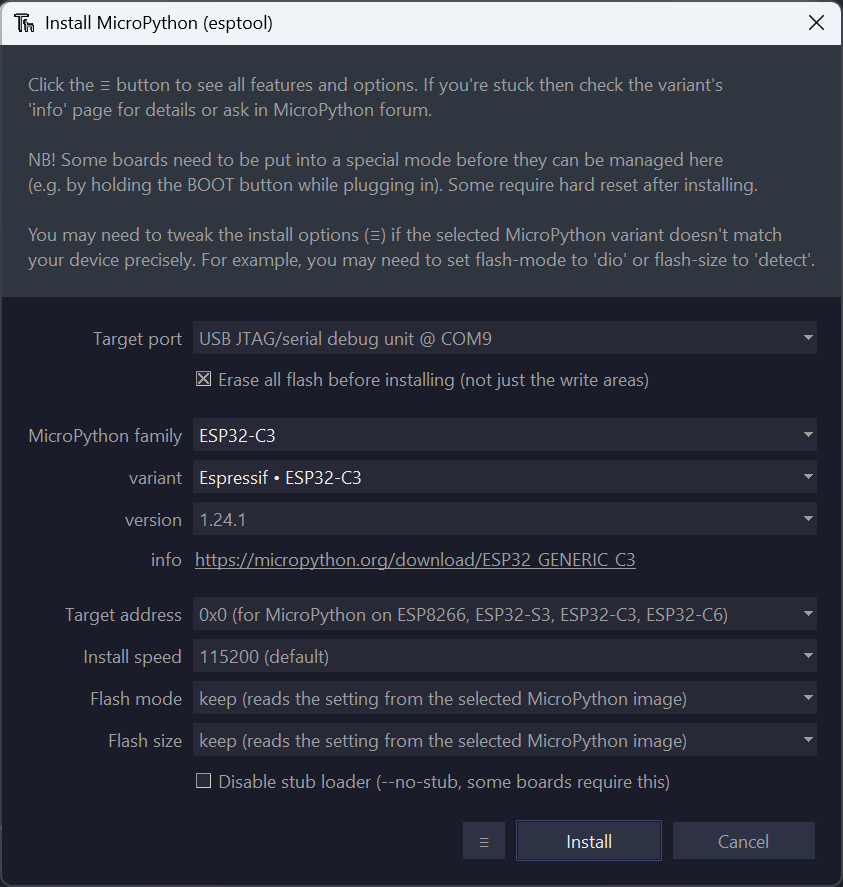 Install MicroPython (esptool)
Click the ≡ button to see all features and options. If you're stuck then check the variant's
'info' page for details or ask in MicroPython forum.
NB! Some boards need to be put into a special mode before they can be managed here
(e.g. by holding the BOOT button while plugging in). Some require hard reset after installing.
You may need to tweak the install options (≡) if the selected MicroPython variant doesn't match
your device precisely. For example, you may need to set flash-mode to 'dio' or flash-size to 'detect'.
Target port USB JTAG/serial debug unit @ COM9
Erase all flash before installing (not just the write areas)
MicroPython family ESP32-C3
variant Espressif • ESP32-C3
version 1.24.1
info https://micropython.org/download/ESP32_GENERIC_C3
Target address 0x0 (for MicroPython on ESP8266, ESP32-S3, ESP32-C3, ESP32-C6)
Install speed 115200 (default)
Flash mode keep (reads the setting from the selected MicroPython image)
Flash size keep (reads the setting from the selected MicroPython image)
Disable stub loader (--no-stub, some boards require this)
≡ Install Cancel